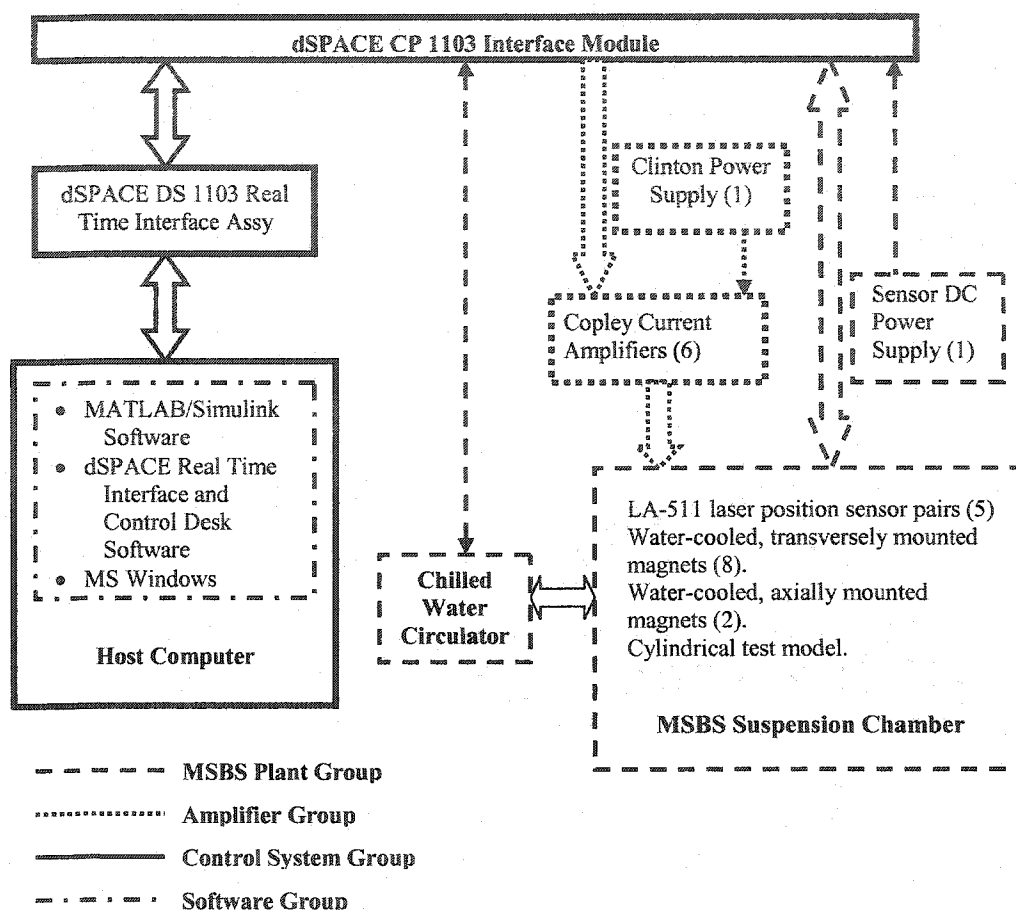 dSPACE CP 1103 Interface Module
dSPACE DS 1103 Real
Time Interface Assy
Clinton Power
Supply (1)
Copley Current
Amplifiers (6)
Sensor DC
Power
Supply (1)
• MATLAB/Simulink
Software
• dSPACE Real Time
Interface and
Control Desk
Software
• MS Windows
Host Computer
Chilled
Water
Circulator
LA-511 laser position sensor pairs (5)
Water-cooled, transversely mounted
magnets (8).
Water-cooled, axially mounted
magnets (2).
Cylindrical test model.
MSBS Suspension Chamber
MSBS Plant Group
Amplifier Group
Control System Group
Software Group